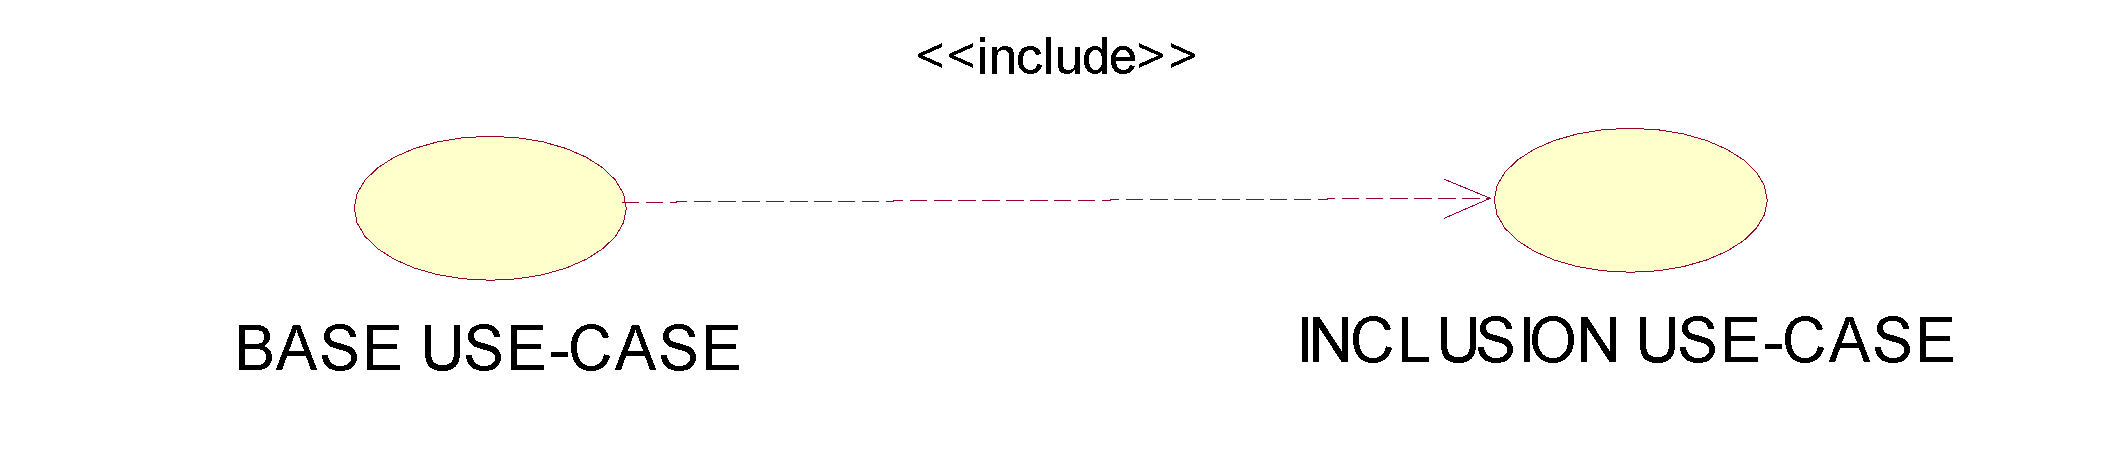 <<include>>
BASE USE-CASE
INCLUSION USE-CASE